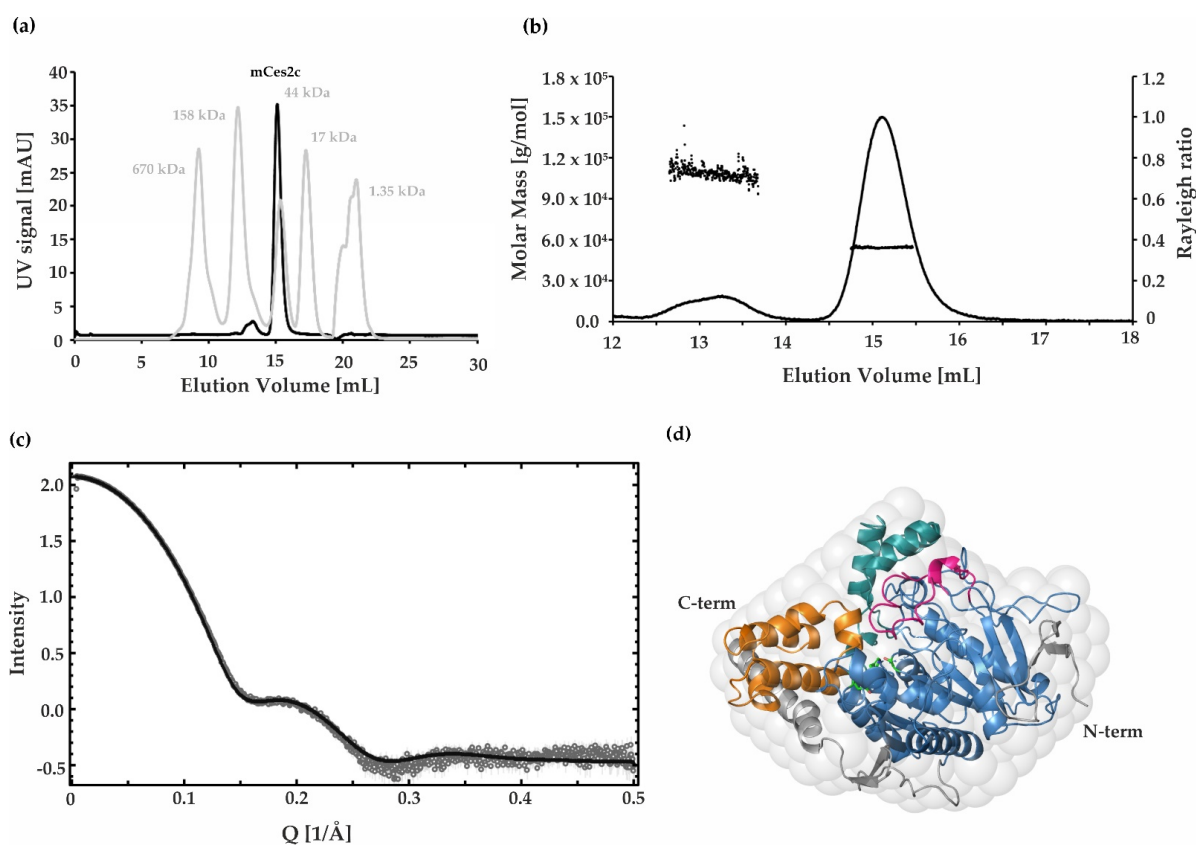 (a)
mCes2c
44 kDa
158 kDa
17 kDa
670 kDa
1.35 kDa
UV signal [mAU]
40
35
30
25
20
15
10
5
0
0 5 10 15 20 25 30
Elution Volume [mL]
(b)
Molar Mass [g/mol]
1.8 x 10⁵
1.5 x 10⁵
1.2 x 10⁵
9.0 x 10⁴
6.0 x 10⁴
3.0 x 10⁴
0.0
1.2
1.0
0.8
0.6
0.4
0.2
0
Rayleigh ratio
12 13 14 15 16 17 18
Elution Volume [mL]
(c)
Intensity
2.0
1.5
1.0
0.5
0.0
-0.5
0 0.1 0.2 0.3 0.4 0.5
Q [1/Å]
(d)
C-term
N-term